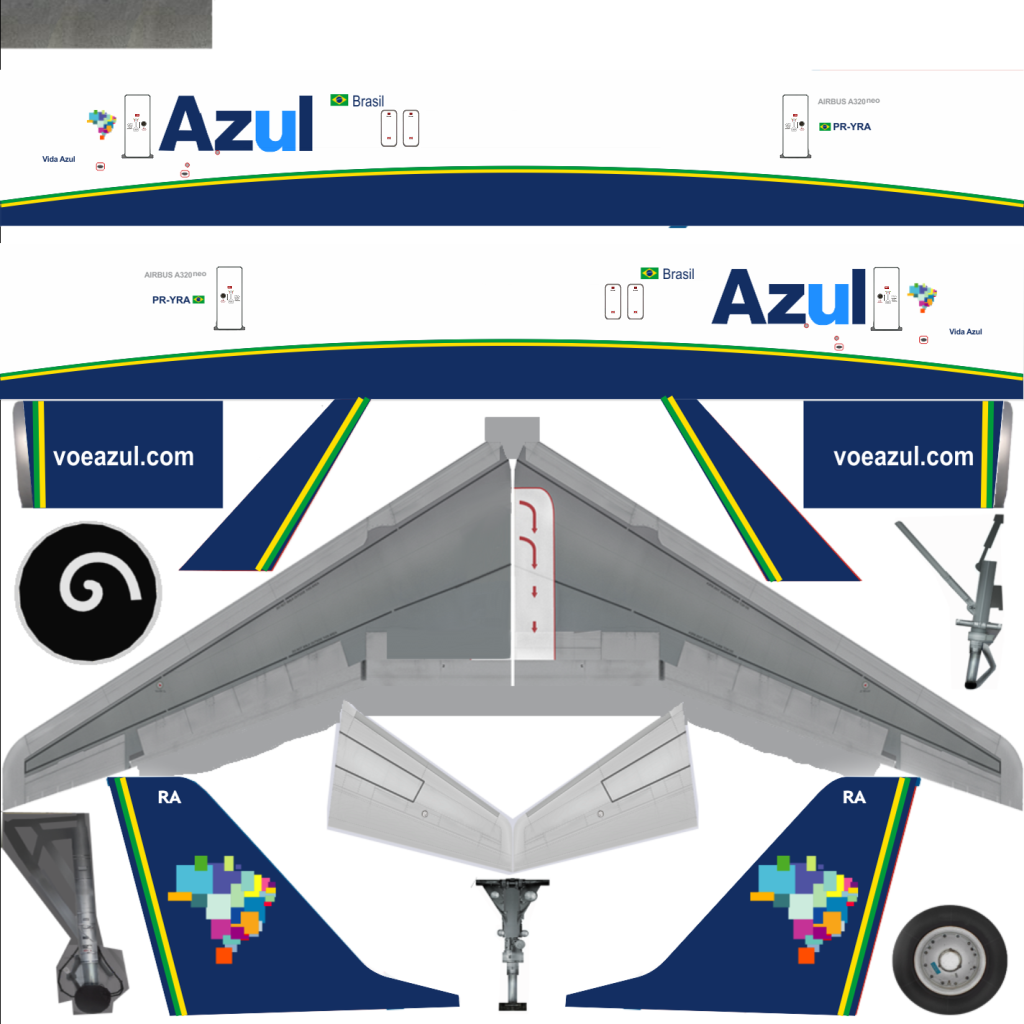 Azul
Brasil
AIRBUS A320neo
PR-YRA
Vida Azul
AIRBUS A320neo
PR-YRA
Brasil
Azul
Vida Azul
voeazul.com
voeazul.com
RA
RA